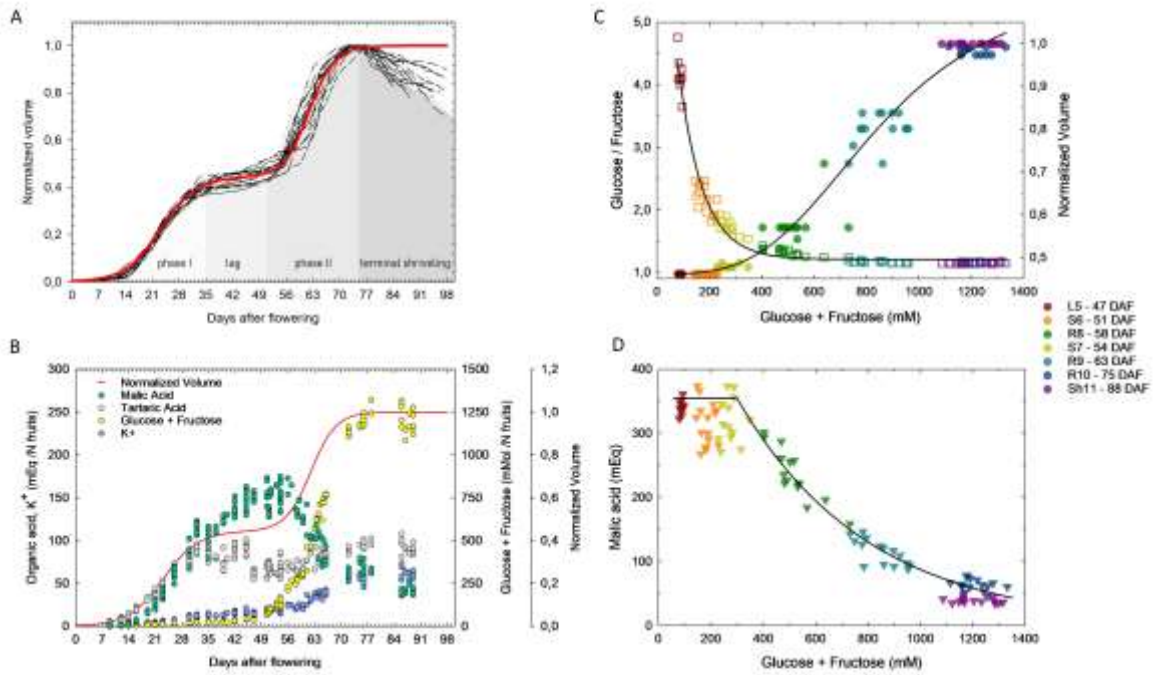 A
Normalized volume
1,0
0,8
0,6
0,4
0,2
0,0
phase I
lag
phase II
terminal shriveling
0 7 14 21 28 35 42 49 56 63 70 77 84 91 98
Days after flowering
B
Organic acid, K⁺ (mEq /N fruits)
300
250
200
150
100
50
0
Normalized Volume
Malic Acid
Tartaric Acid
Glucose + Fructose
K+
0 7 14 21 28 35 42 49 56 63 70 77 84 91 98
Days after flowering
1500
1250
1000
750
500
250
0
Glucose + Fructose (mMol /N fruits)
1,2
1,0
0,8
0,6
0,4
0,2
0,0
Normalized Volume
C
Glucose / Fructose
5,0
4,0
3,0
2,0
1,0
0 200 400 600 800 1000 1200 1400
Glucose + Fructose (mM)
1,0
0,9
0,8
0,7
0,6
0,5
Normalized Volume
L5 - 47 DAF
S6 - 51 DAF
R8 - 58 DAF
S7 - 54 DAF
R9 - 63 DAF
R10 - 75 DAF
Sh11 - 88 DAF
D
Malic acid (mEq)
400
300
200
100
0
0 200 400 600 800 1000 1200 1400
Glucose + Fructose (mM)